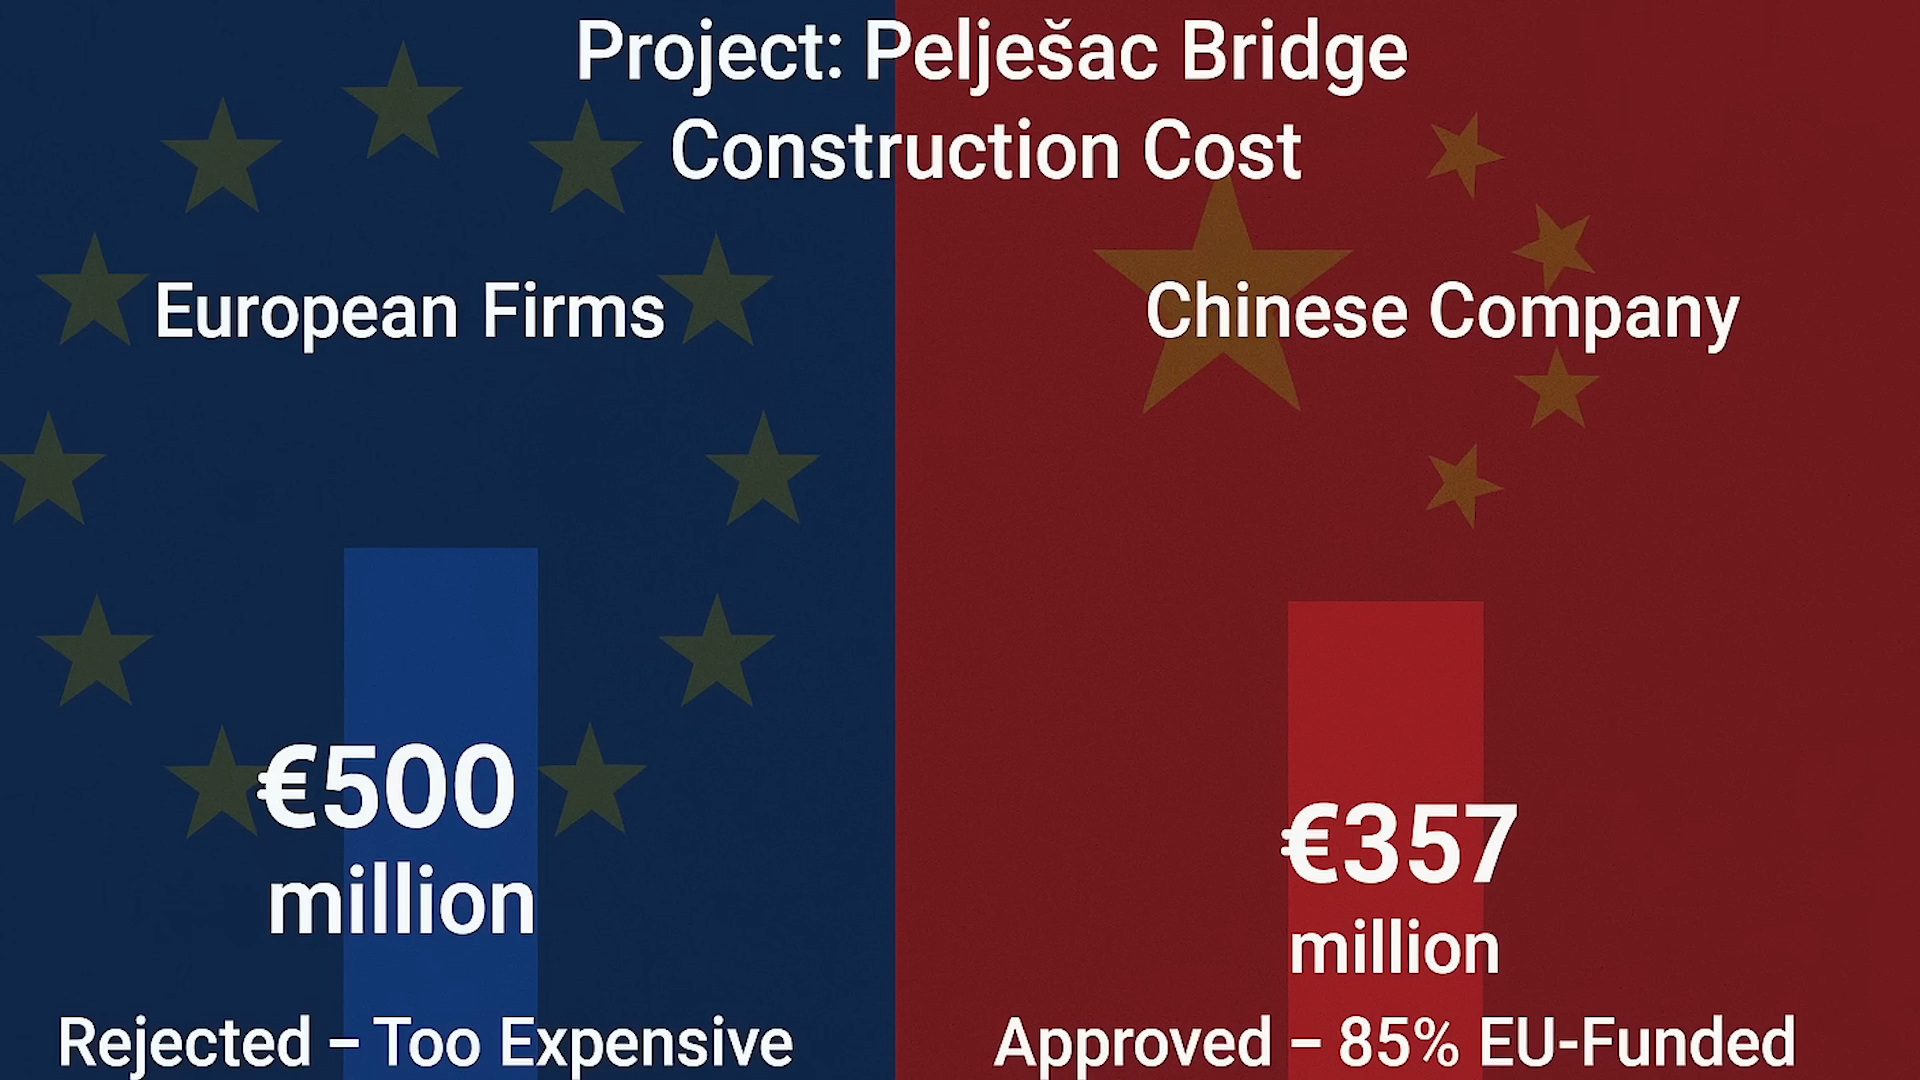 Project: Pelješac Bridge
Construction Cost
European Firms
Chinese Company
€500
million
€357
million
Rejected – Too Expensive
Approved – 85% EU-Funded